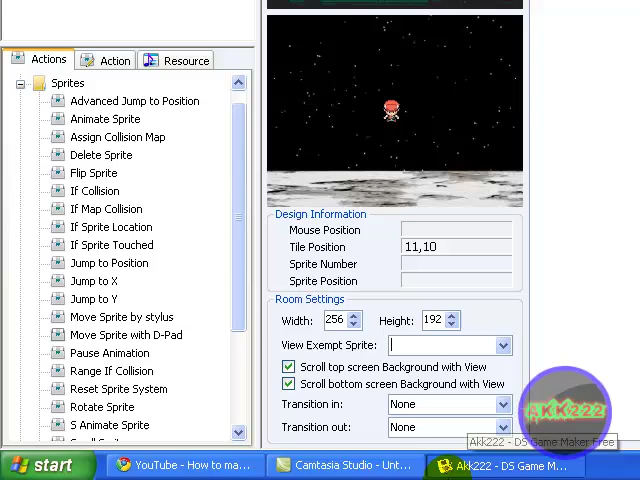 Actions
Action
Resource
Sprites
Advanced Jump to Position
Animate Sprite
Assign Collision Map
Delete Sprite
Flip Sprite
If Collision
If Map Collision
If Sprite Location
If Sprite Touched
Jump to Position
Jump to X
Jump to Y
Move Sprite by stylus
Move Sprite with D-Pad
Pause Animation
Range If Collision
Reset Sprite System
Rotate Sprite
S Animate Sprite
Design Information
Mouse Position
Tile Position 11,10
Sprite Number
Sprite Position
Room Settings
Width: 256 Height: 192
View Exempt Sprite:
Scroll top screen Background with View
Scroll bottom screen Background with View
Transition in: None
Transition out: None
AKK222
Akk222 - DS Game Maker Free
start
YouTube - How to ma...
Camtasia Studio - Unt...
Akk222 - DS Game M...